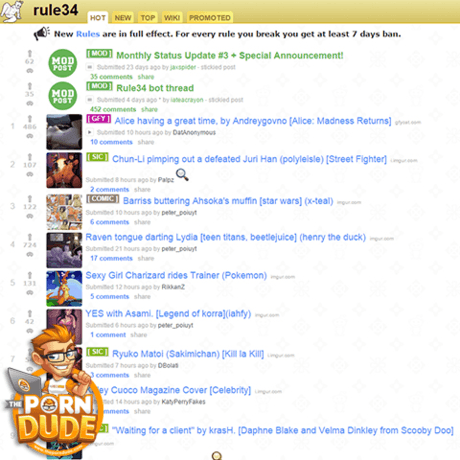 rule34
HOT NEW TOP WIKI PROMOTED
New Rules are in full effect. For every rule you break you get at least 7 days ban.
62
MOD POST
[ MOD ] Monthly Status Update #3 + Special Announcement!
Submitted 23 days ago by jaxspider - stickied post
35 comments share
35
MOD POST
[ MOD ] Rule34 bot thread
Submitted 4 days ago * by iateacrayon - stickied post
452 comments share
1
486
[ GFY ] Alice having a great time, by Andreygovno [Alice: Madness Returns] gfycat.com
Submitted 10 hours ago by DatAnonymous
10 comments share
2
107
[ SIC ] Chun-Li pimping out a defeated Juri Han (polyleisle) [Street Fighter]
imgur.com
Submitted 8 hours ago by Palpz
2 comments share
3
122
[ COMIC ] Barriss buttering Ahsoka's muffin [star wars] (x-teal) imgur.com
Submitted 10 hours ago by peter_poiuyt
6 comments share
4
224
Raven tongue darting Lydia [teen titans, beetlejuice] (henry the duck) imgur.com
Submitted 21 hours ago by peter_poiuyt
17 comments share
5
131
Sexy Girl Charizard rides Trainer (Pokemon) imgur.com
Submitted 12 hours ago by RikkanZ
5 comments share
6
42
YES with Asami. [Legend of korra](iahfy) imgur.com
Submitted 6 hours ago by peter_poiuyt
1 comment share
[ SIC ] Ryuko Matoi (Sakimichan) [Kill la Kill] imgur.com
Submitted 7 hours ago by DBolati
3 comments share
Cuoco Magazine Cover [Celebrity] i.imgur.com
Submitted 14 hours ago by KatyPerryFakes
comments share
[ SIC ] "Waiting for a client" by krasH. [Daphne Blake and Velma Dinkley from Scooby Doo]
THE PORN DUDE